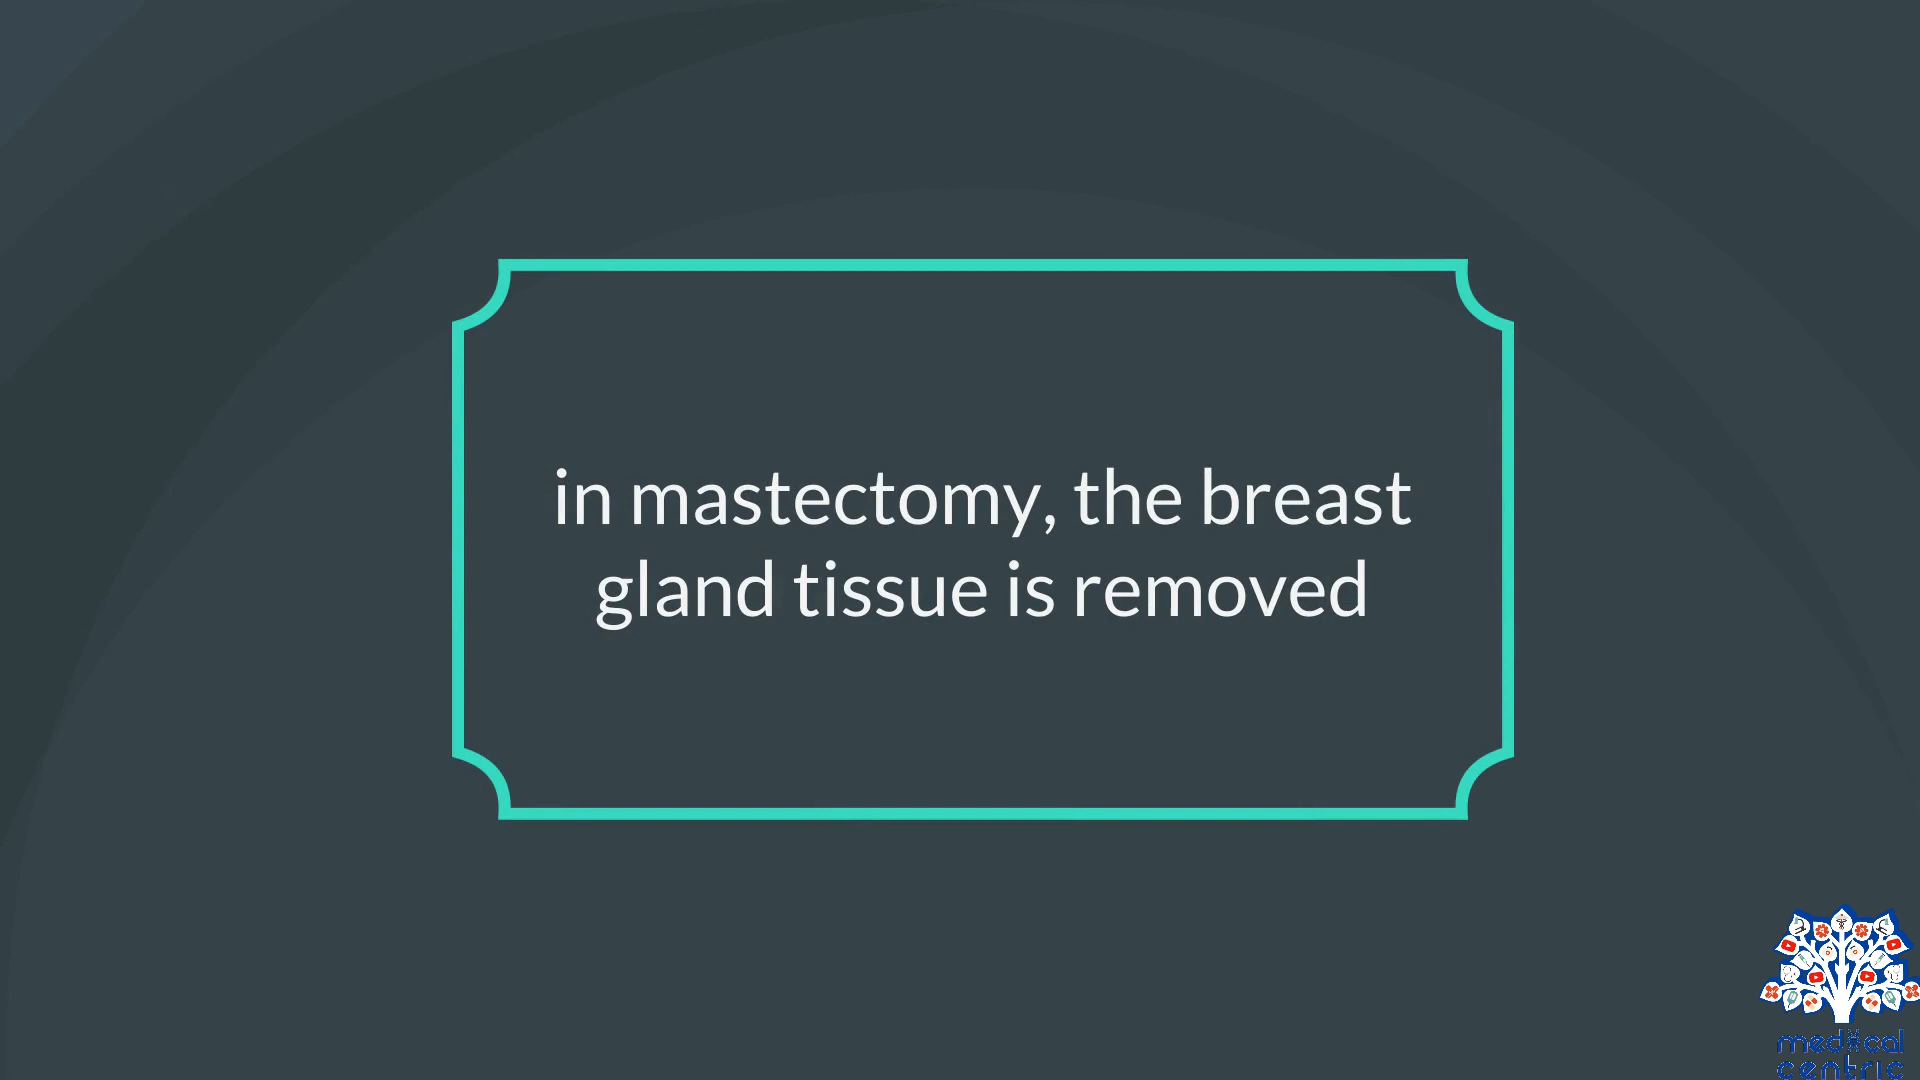 in mastectomy, the breast
gland tissue is removed
medical
centric